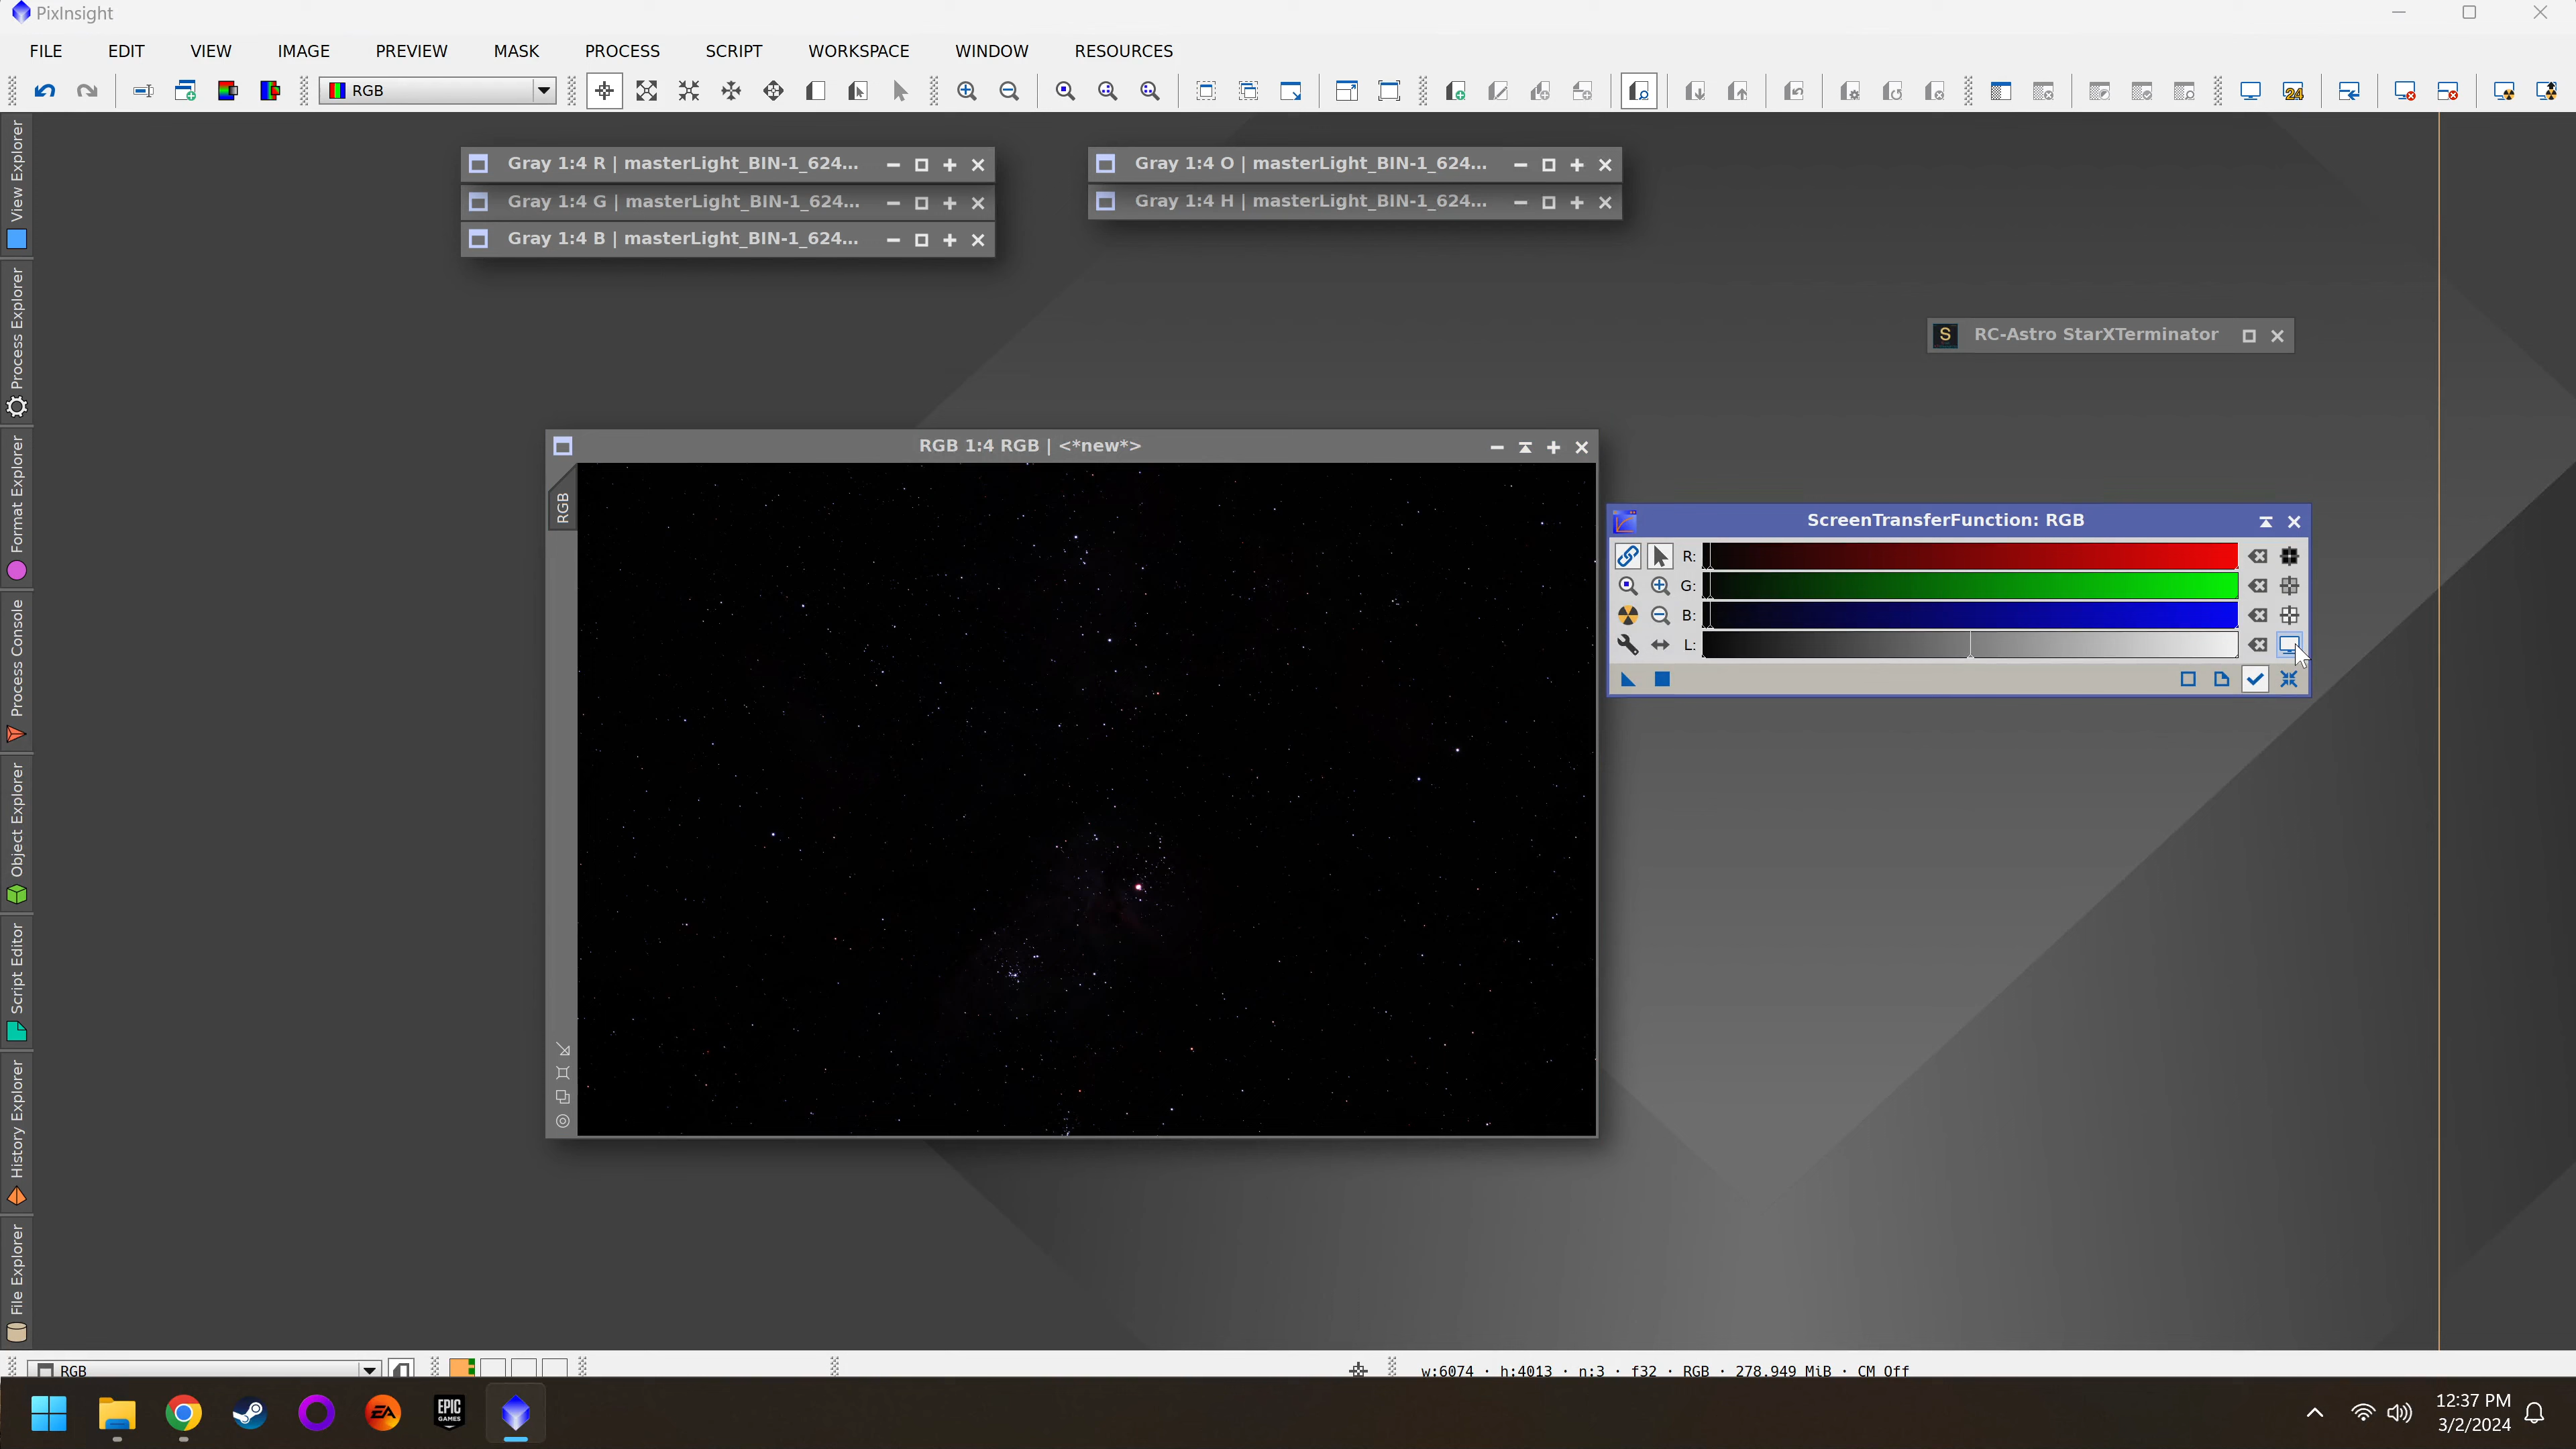 PixInsight
FILE EDIT VIEW IMAGE PREVIEW MASK PROCESS SCRIPT WORKSPACE WINDOW RESOURCES
RGB
24
View Explorer
Process Explorer
Format Explorer
Process Console
Object Explorer
Script Editor
History Explorer
File Explorer
Gray 1:4 R | masterLight_BIN-1_624...
Gray 1:4 G | masterLight_BIN-1_624...
Gray 1:4 B | masterLight_BIN-1_624...
Gray 1:4 O | masterLight_BIN-1_624...
Gray 1:4 H | masterLight_BIN-1_624...
S RC-Astro StarXTerminator
RGB 1:4 RGB | <*new*>
RGB
ScreenTransferFunction: RGB
R:
G:
B:
L:
RGB
w:6074 · h:4013 · n:3 · f32 · RGB · 278.949 MiB · CM Off
EA
EPIC
GAMES
12:37 PM
3/2/2024